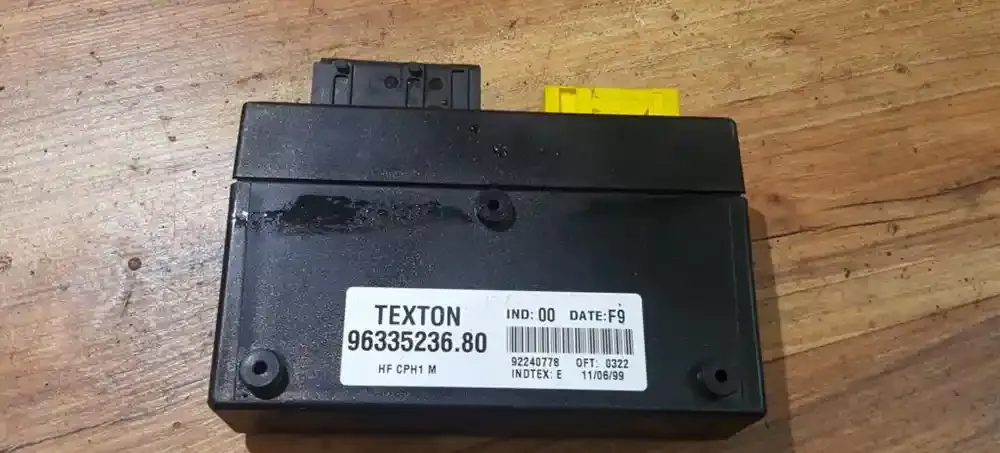 TEXTON IND: 00 DATE: F9
96335236.80
92240778 OFT: 0322
HF CPH1 M INDTEX: E 11/06/99